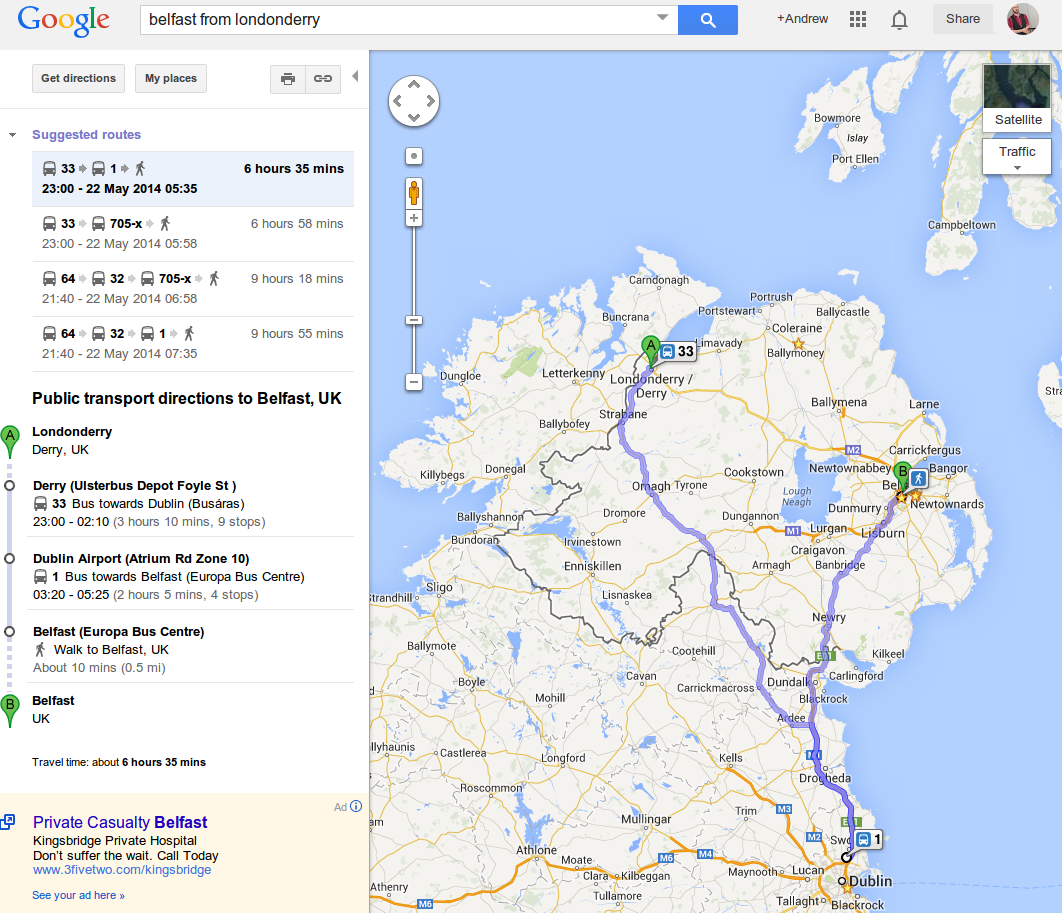 Google
belfast from londonderry
+Andrew
Share
Get directions
My places
Suggested routes
33 1 6 hours 35 mins
23:00 - 22 May 2014 05:35
33 705-x 6 hours 58 mins
23:00 - 22 May 2014 05:58
64 32 705-x 9 hours 18 mins
21:40 - 22 May 2014 06:58
64 32 1 9 hours 55 mins
21:40 - 22 May 2014 07:35
Public transport directions to Belfast, UK
A
Londonderry
Derry, UK
Derry (Ulsterbus Depot Foyle St )
33 Bus towards Dublin (Busáras)
23:00 - 02:10 (3 hours 10 mins, 9 stops)
Dublin Airport (Atrium Rd Zone 10)
1 Bus towards Belfast (Europa Bus Centre)
03:20 - 05:25 (2 hours 5 mins, 4 stops)
Belfast (Europa Bus Centre)
Walk to Belfast, UK
About 10 mins (0.5 mi)
B
Belfast
UK
Travel time: about 6 hours 35 mins
Ad
Private Casualty Belfast
Kingsbridge Private Hospital
Don't suffer the wait. Call Today
www.3fivetwo.com/kingsbridge
See your ad here »
Satellite
Traffic
Bowmore
Islay
Port Ellen
Campbeltown
Carndonagh
Buncrana
Portrush
Portstewart
Ballycastle
Coleraine
Limavady
Ballymoney
A
33
Letterkenny
Londonderry /
Derry
Dungloe
Strabane
Ballybofey
Ballymena
Larne
M2
Carrickfergus
Newtownabbey
B
Bangor
Bel
Newtownards
Killybegs
Donegal
Cookstown
Omagh
Tyrone
Lough
Neagh
Dunmurry
Dromore
Dungannon
M1
Lurgan
Lisburn
Ballyshannon
Bundoran
Irvinestown
Craigavon
Enniskillen
Armagh
Banbridge
Sligo
Strandhill
Lisnaskea
Newry
Ballymote
Cootehill
Kilkeel
Cavan
Carlingford
Boyle
Carrickmacross
Dundalk
Mohill
Blackrock
Ardee
llyhaunis
Castlerea
Longford
Kells
Drogheda
Roscommon
Trim
M3
Mullingar
M2
Swo
1
am
Athlone
Moate
M6
M4
Maynooth
Lucan
Clara
Kilbeggan
Dublin
Athenry
M6
Tullamore
Tallaght
Blackrock